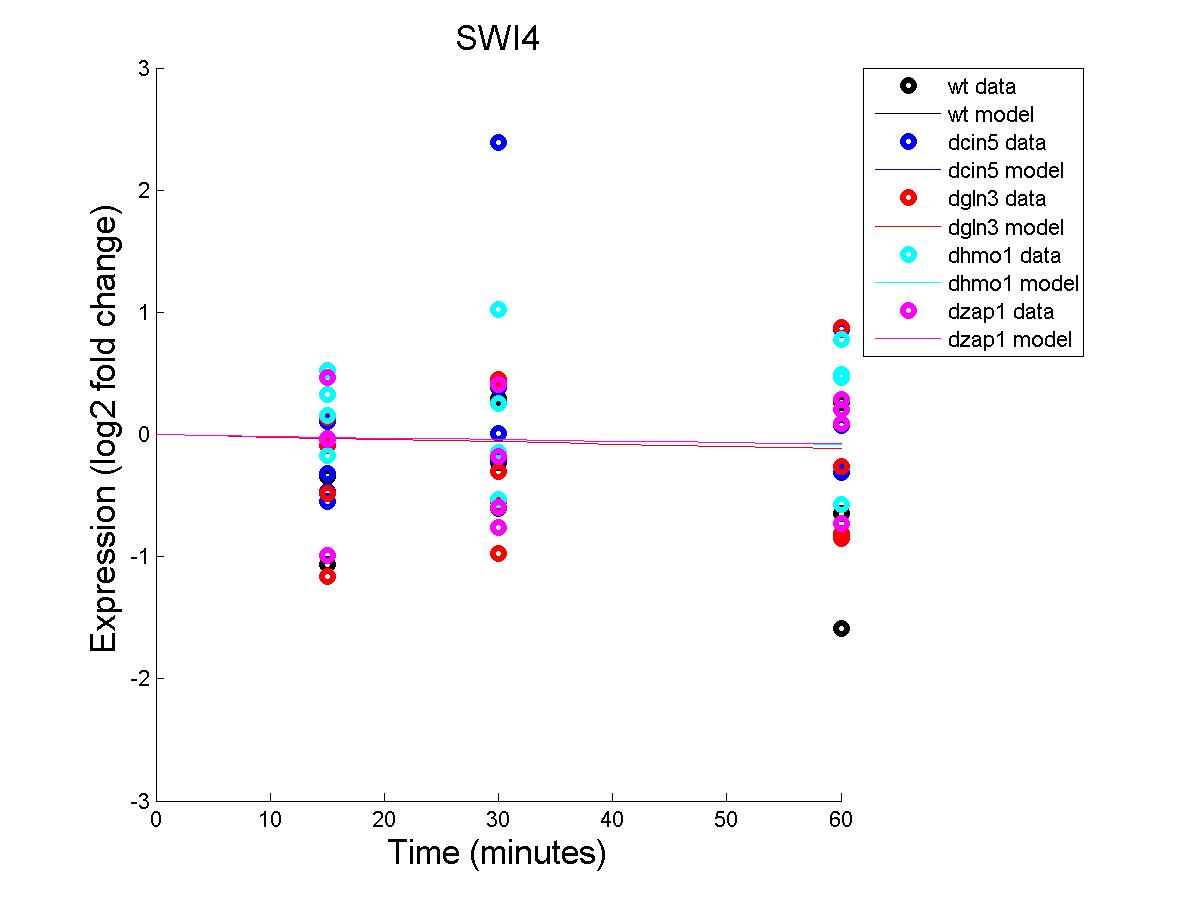 SWI4
3
2
1
0
-1
-2
-3
0 10 20 30 40 50 60
Time (minutes)
Expression (log2 fold change)
wt data
wt model
dcin5 data
dcin5 model
dgln3 data
dgln3 model
dhmo1 data
dhmo1 model
dzap1 data
dzap1 model